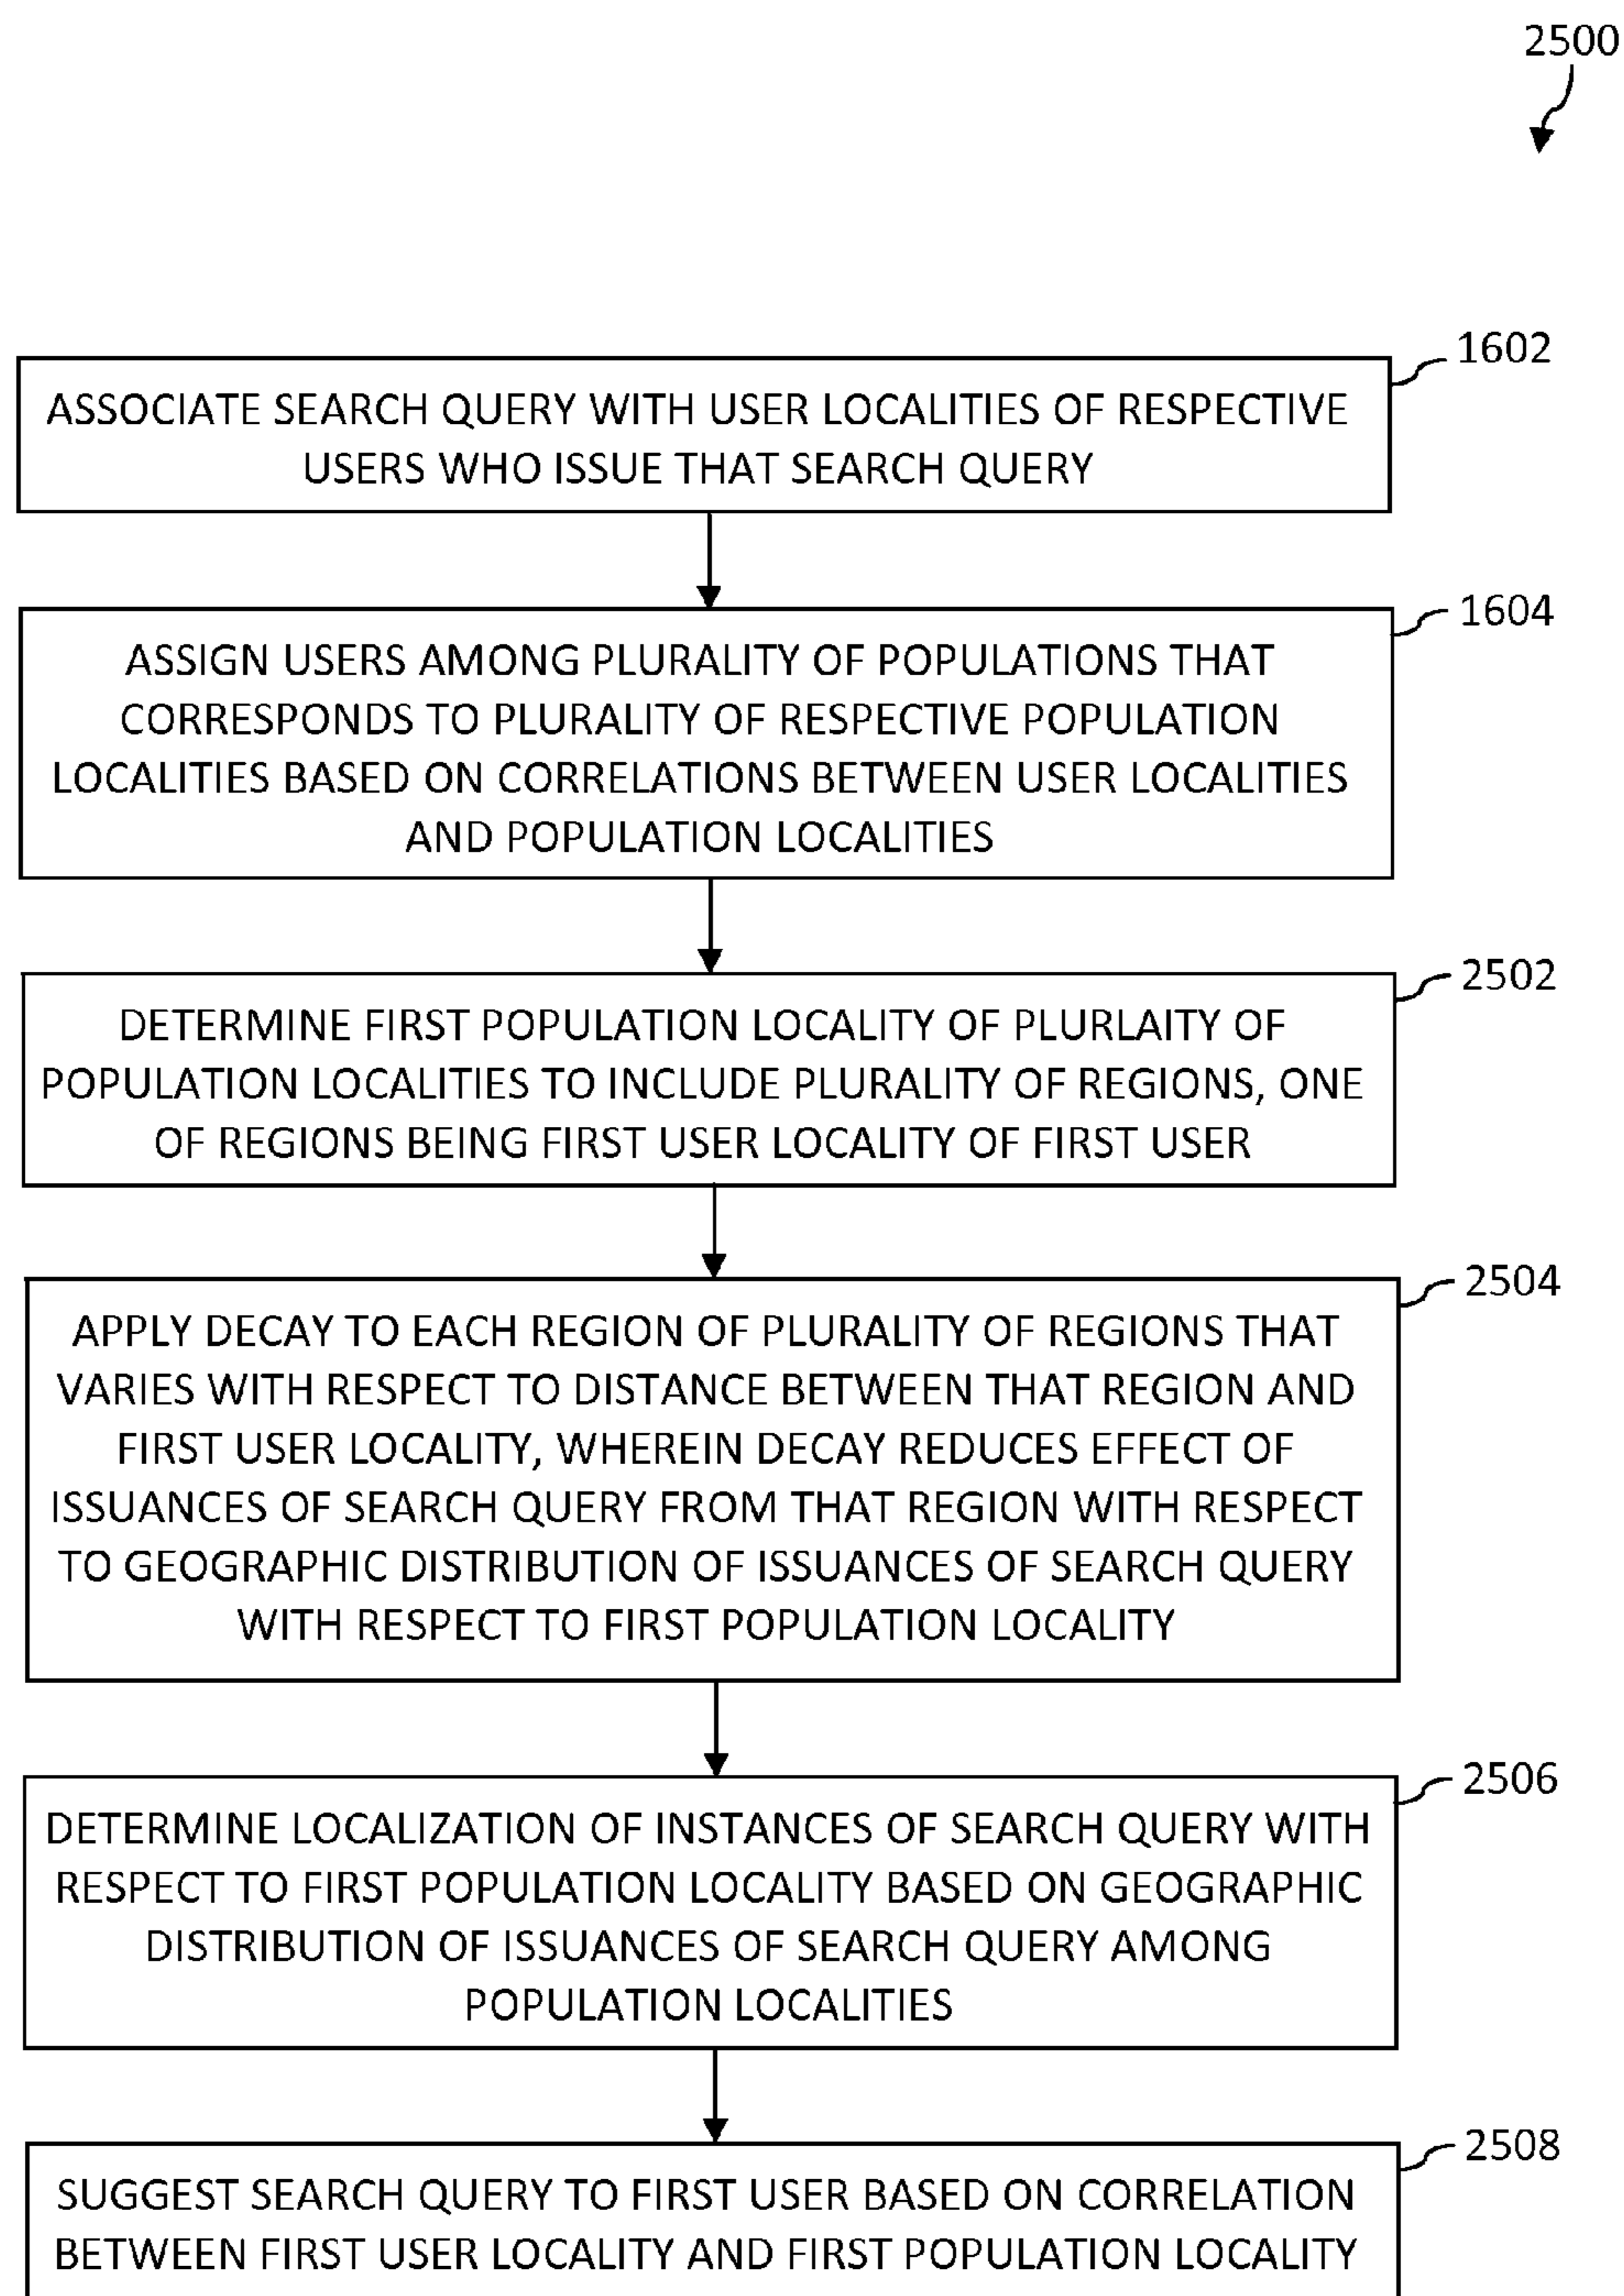 2500
1602
ASSOCIATE SEARCH QUERY WITH USER LOCALITIES OF RESPECTIVE
USERS WHO ISSUE THAT SEARCH QUERY
1604
ASSIGN USERS AMONG PLURALITY OF POPULATIONS THAT
CORRESPONDS TO PLURALITY OF RESPECTIVE POPULATION
LOCALITIES BASED ON CORRELATIONS BETWEEN USER LOCALITIES
AND POPULATION LOCALITIES
2502
DETERMINE FIRST POPULATION LOCALITY OF PLURLAITY OF
POPULATION LOCALITIES TO INCLUDE PLURALITY OF REGIONS, ONE
OF REGIONS BEING FIRST USER LOCALITY OF FIRST USER
2504
APPLY DECAY TO EACH REGION OF PLURALITY OF REGIONS THAT
VARIES WITH RESPECT TO DISTANCE BETWEEN THAT REGION AND
FIRST USER LOCALITY, WHEREIN DECAY REDUCES EFFECT OF
ISSUANCES OF SEARCH QUERY FROM THAT REGION WITH RESPECT
TO GEOGRAPHIC DISTRIBUTION OF ISSUANCES OF SEARCH QUERY
WITH RESPECT TO FIRST POPULATION LOCALITY
2506
DETERMINE LOCALIZATION OF INSTANCES OF SEARCH QUERY WITH
RESPECT TO FIRST POPULATION LOCALITY BASED ON GEOGRAPHIC
DISTRIBUTION OF ISSUANCES OF SEARCH QUERY AMONG
POPULATION LOCALITIES
2508
SUGGEST SEARCH QUERY TO FIRST USER BASED ON CORRELATION
BETWEEN FIRST USER LOCALITY AND FIRST POPULATION LOCALITY